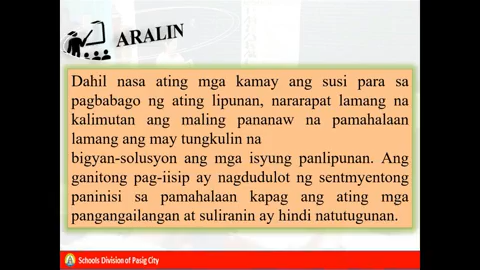 ARALIN
Dahil nasa ating mga kamay ang susi para sa
pagbabago ng ating lipunan, nararapat lamang na
kalimutan ang maling pananaw na pamahalaan
lamang ang may tungkulin na
bigyan-solusyon ang mga isyung panlipunan. Ang
ganitong pag-iisip ay nagdudulot ng sentmyentong
paninisi sa pamahalaan kapag ang ating mga
pangangailangan at suliranin ay hindi natutugunan.
Schools Division of Pasig City